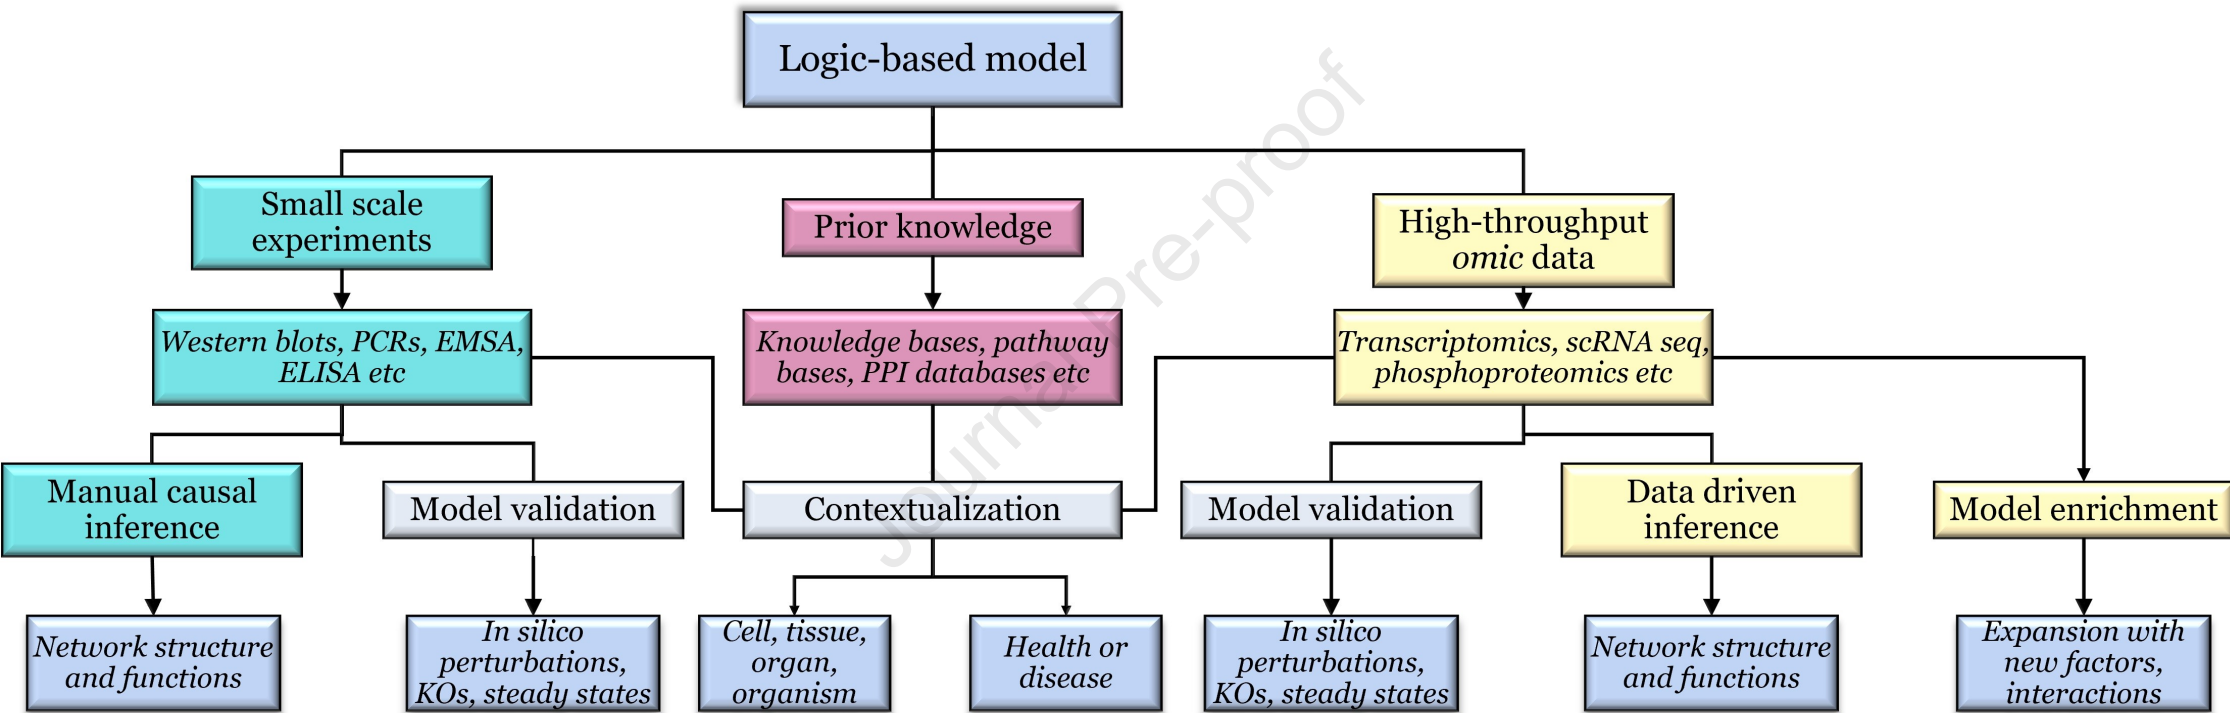 Logic-based model
Small scale
experiments
Prior knowledge
High-throughput
omic data
Western blots, PCRs, EMSA,
ELISA etc
Knowledge bases, pathway
bases, PPI databases etc
Transcriptomics, scRNA seq,
phosphoproteomics etc
Manual causal
inference
Model validation
Contextualization
Model validation
Data driven
inference
Model enrichment
Network structure
and functions
In silico
perturbations,
KOs, steady states
Cell, tissue,
organ,
organism
Health or
disease
In silico
perturbations,
KOs, steady states
Network structure
and functions
Expansion with
new factors,
interactions
Journal Pre-proof